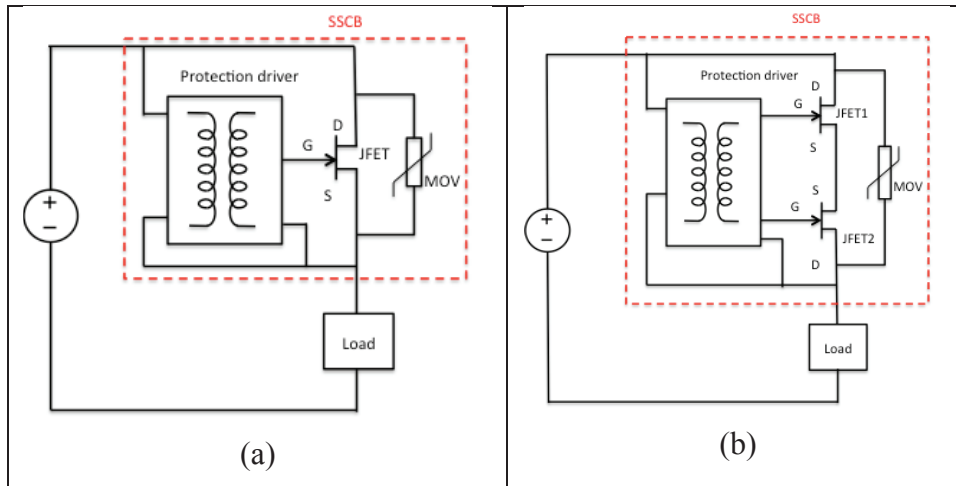 SSCB
Protection driver
D
G
JFET
S
MOV
+
−
Load
(a)
SSCB
Protection driver
D
G
JFET1
S
S
G
JFET2
D
MOV
+
−
Load
(b)